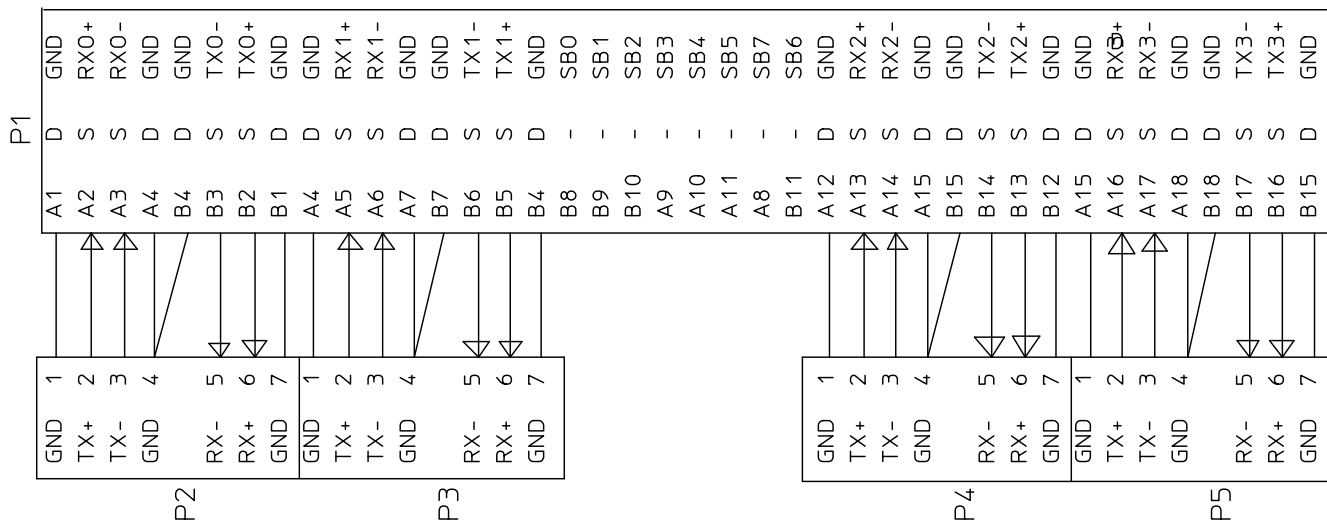 P1
A1 D GND
A2 S RX0+
A3 S RX0-
A4 D GND
B4 D GND
B3 S TX0-
B2 S TX0+
B1 D GND
A4 D GND
A5 S RX1+
A6 S RX1-
A7 D GND
B7 D GND
B6 S TX1-
B5 S TX1+
B4 D GND
B8 - SB0
B9 - SB1
B10 - SB2
A9 - SB3
A10 - SB4
A11 - SB5
A8 - SB7
B11 - SB6
A12 D GND
A13 S RX2+
A14 S RX2-
A15 D GND
B15 D GND
B14 S TX2-
B13 S TX2+
B12 D GND
A15 D GND
A16 S RX3+
A17 S RX3-
A18 D GND
B18 D GND
B17 S TX3-
B16 S TX3+
B15 D GND
P2
GND 1
TX+ 2
TX- 3
GND 4
RX- 5
RX+ 6
GND 7
P3
GND 1
TX+ 2
TX- 3
GND 4
RX- 5
RX+ 6
GND 7
P4
GND 1
TX+ 2
TX- 3
GND 4
RX- 5
RX+ 6
GND 7
P5
GND 1
TX+ 2
TX- 3
GND 4
RX- 5
RX+ 6
GND 7